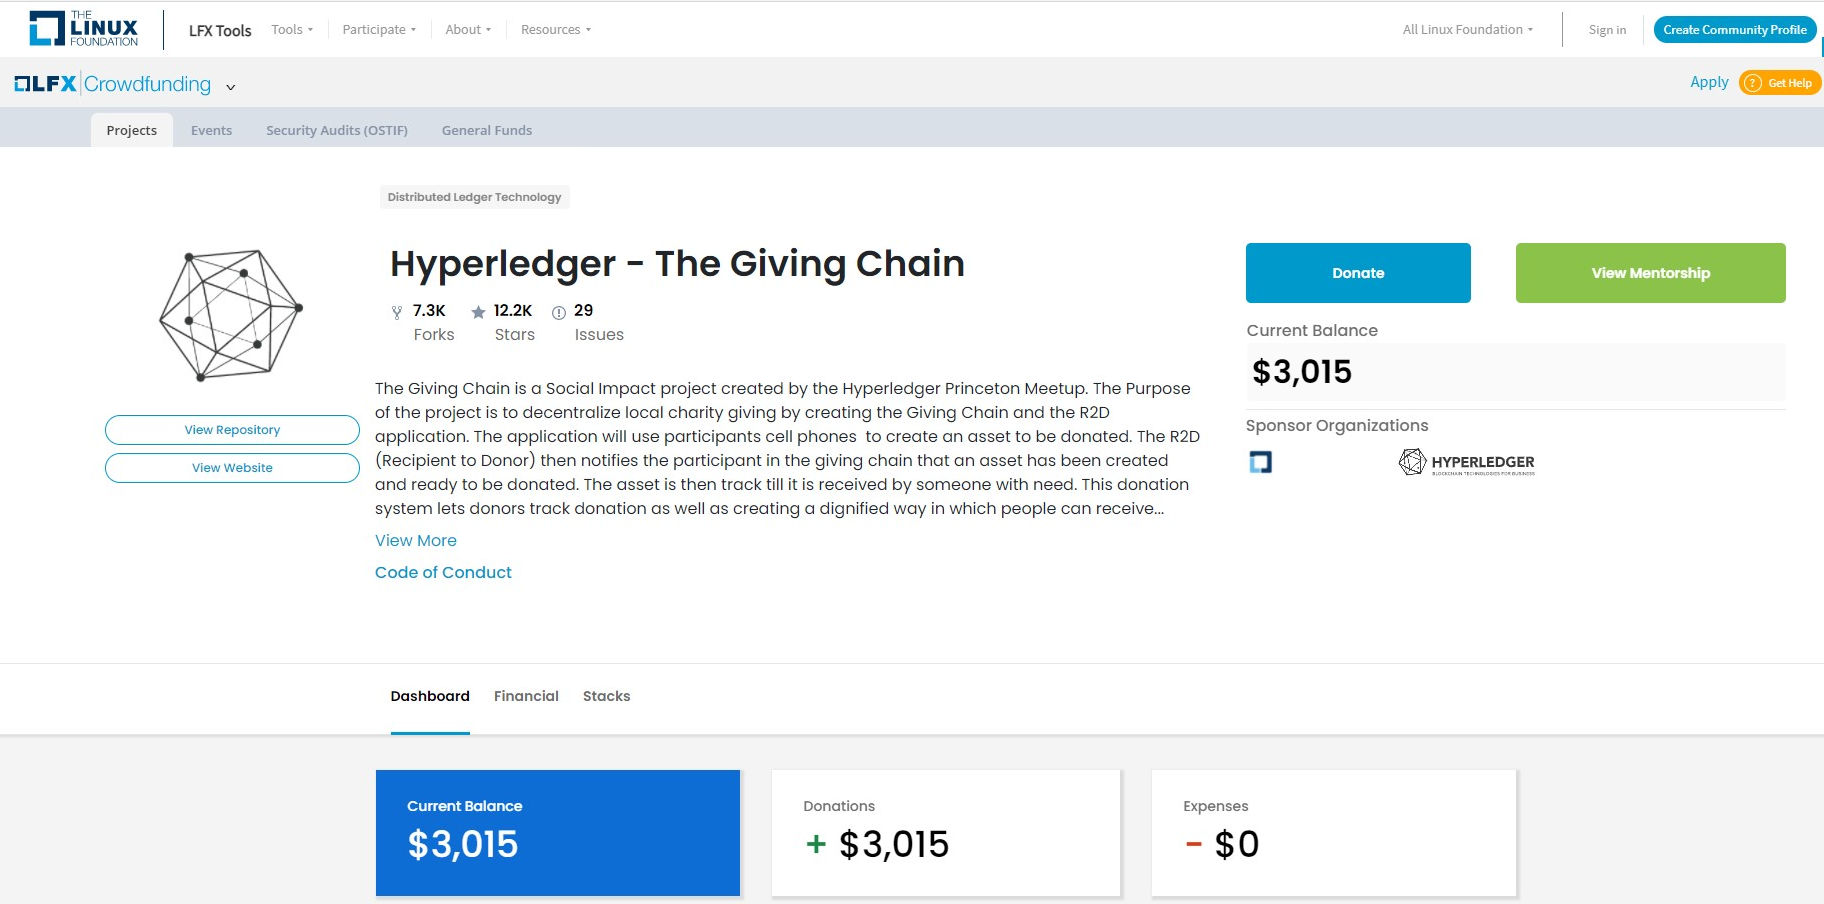 THE
LINUX
FOUNDATION
LFX Tools
Tools
Participate
About
Resources
All Linux Foundation
Sign in
Create Community Profile
LFX Crowdfunding
Apply
? Get Help
Projects
Events
Security Audits (OSTIF)
General Funds
Distributed Ledger Technology
Hyperledger - The Giving Chain
7.3K
Forks
12.2K
Stars
29
Issues
View Repository
View Website
The Giving Chain is a Social Impact project created by the Hyperledger Princeton Meetup. The Purpose
of the project is to decentralize local charity giving by creating the Giving Chain and the R2D
application. The application will use participants cell phones  to create an asset to be donated. The R2D
(Recipient to Donor) then notifies the participant in the giving chain that an asset has been created
and ready to be donated. The asset is then track till it is received by someone with need. This donation
system lets donors track donation as well as creating a dignified way in which people can receive...
View More
Code of Conduct
Donate
View Mentorship
Current Balance
$3,015
Sponsor Organizations
HYPERLEDGER
BLOCKCHAIN TECHNOLOGIES FOR BUSINESS
Dashboard
Financial
Stacks
Current Balance
$3,015
Donations
+ $3,015
Expenses
- $0